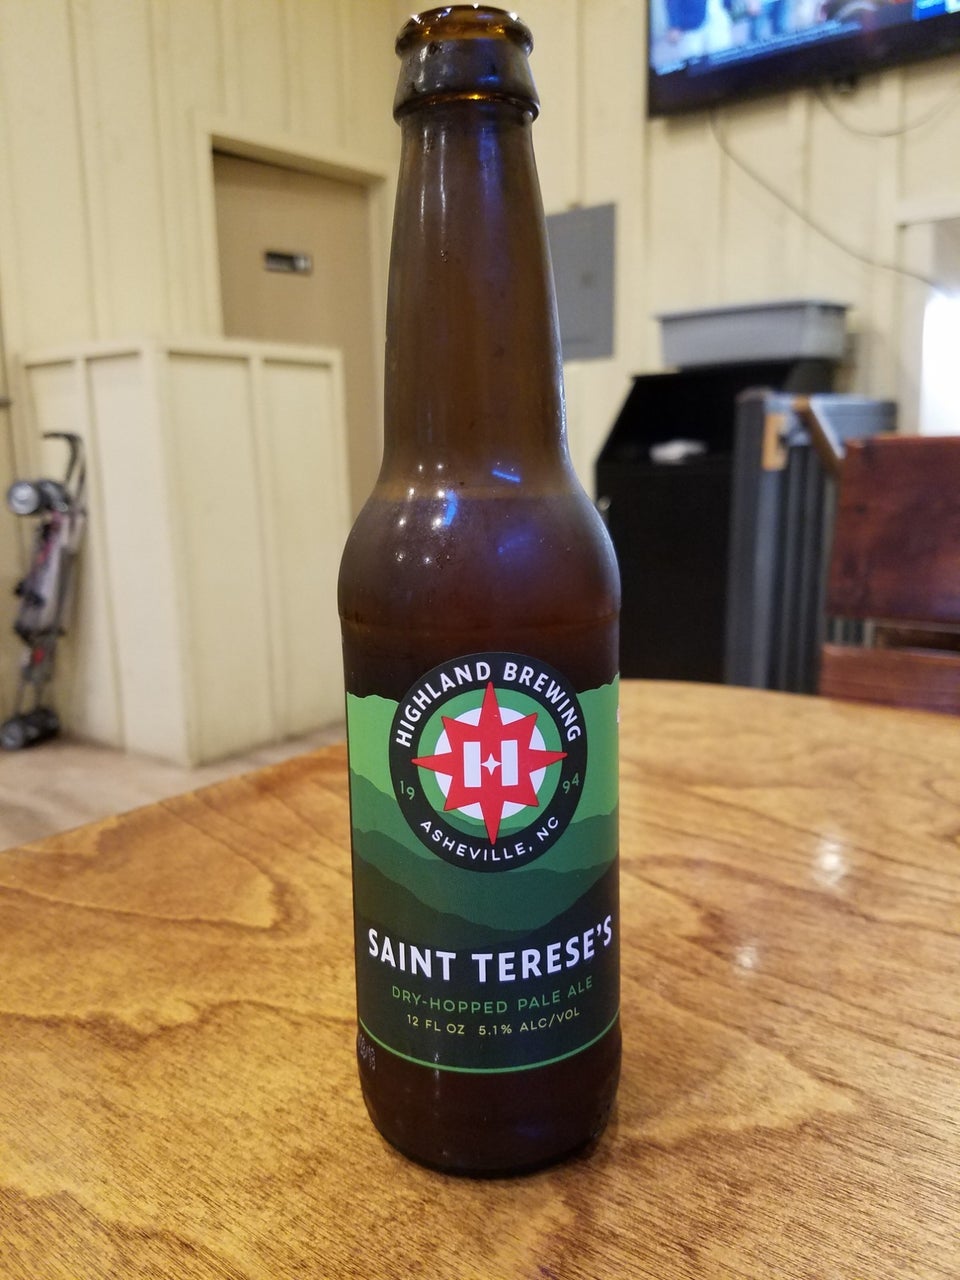 HIGHLAND BREWING
19 94
H
ASHEVILLE, NC
SAINT TERESE'S
DRY-HOPPED PALE ALE
12 FL OZ 5.1% ALC/VOL